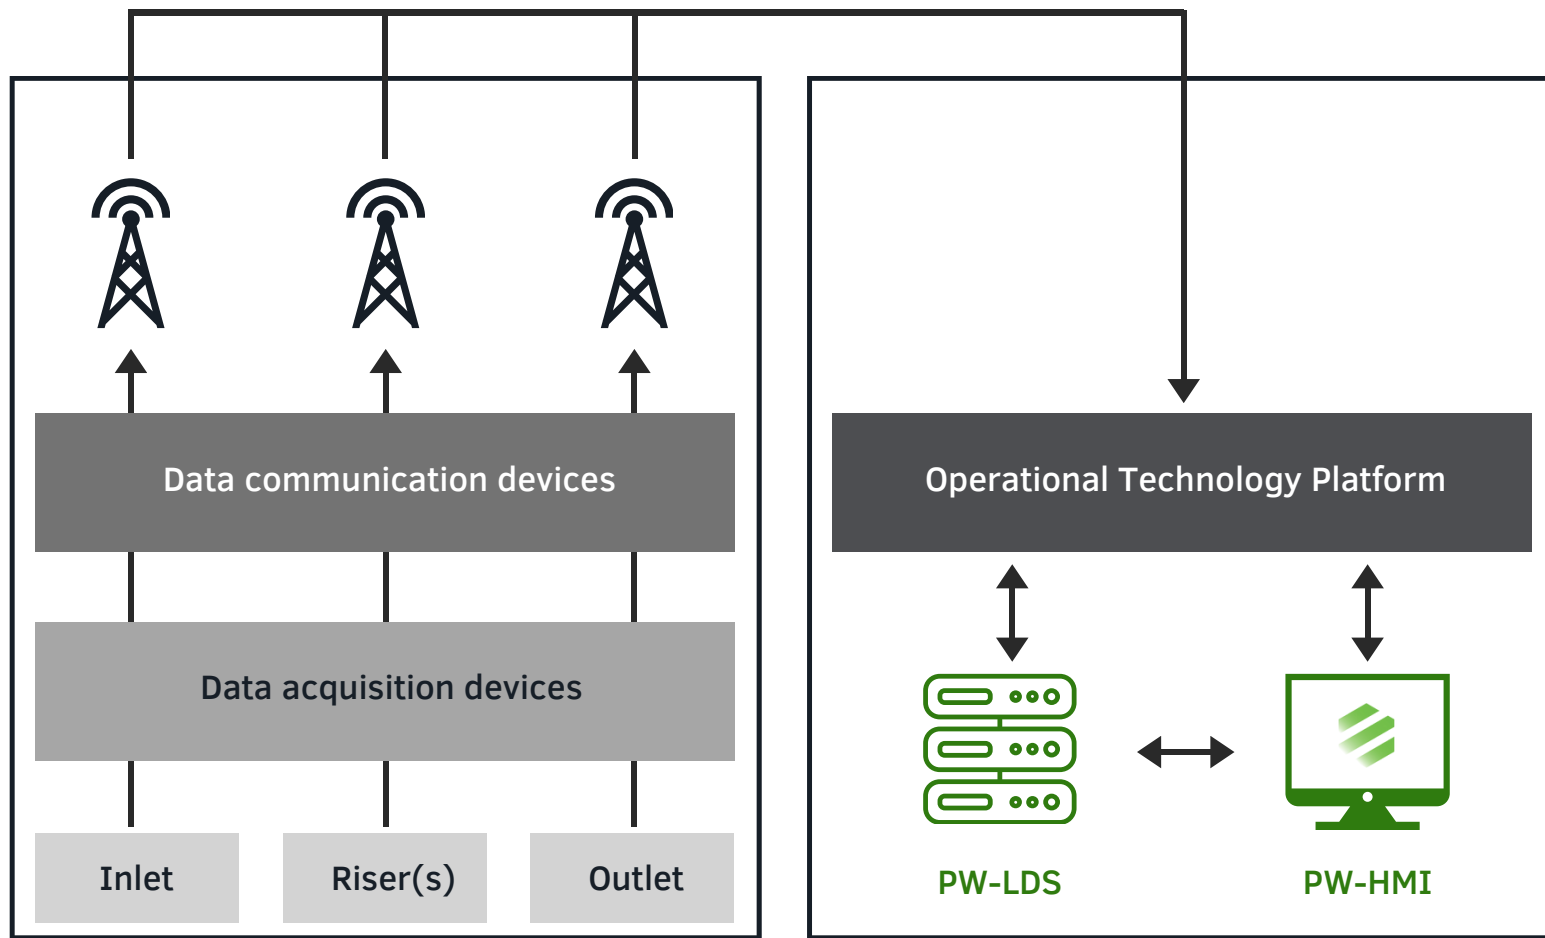 Data communication devices
Operational Technology Platform
Data acquisition devices
Inlet
Riser(s)
Outlet
PW-LDS
PW-HMI